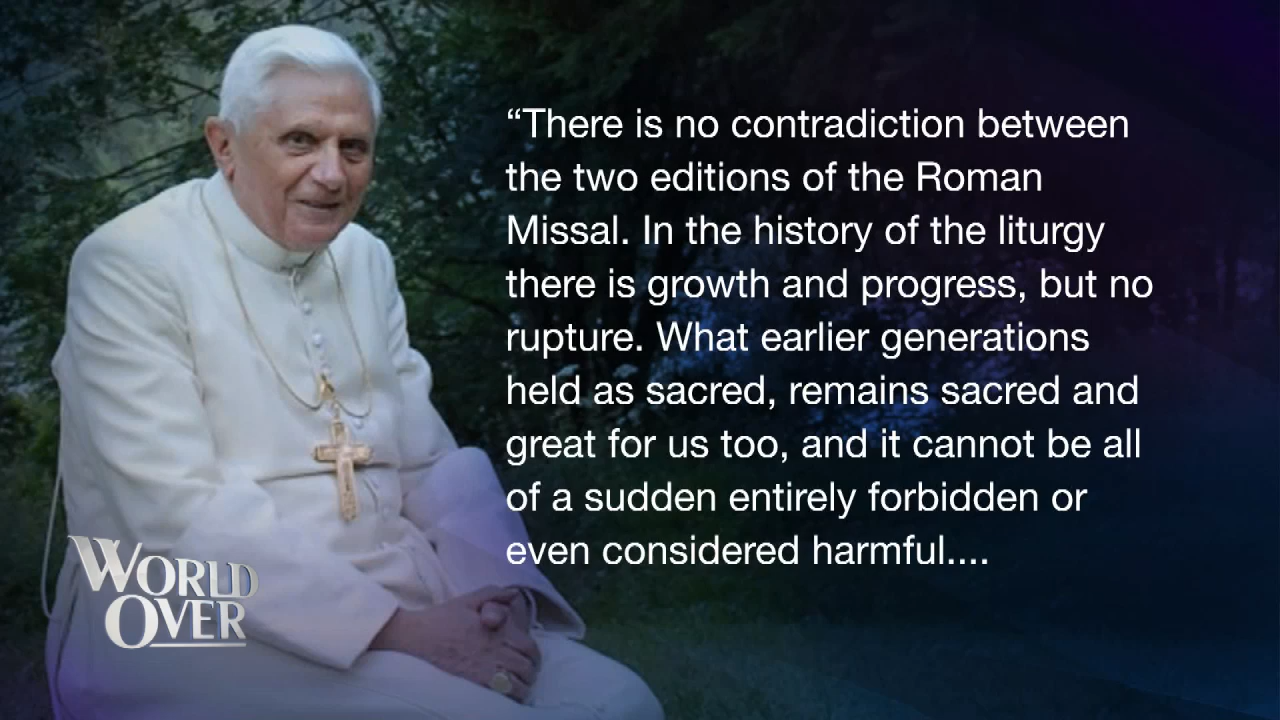 “There is no contradiction between
the two editions of the Roman
Missal. In the history of the liturgy
there is growth and progress, but no
rupture. What earlier generations
held as sacred, remains sacred and
great for us too, and it cannot be all
of a sudden entirely forbidden or
even considered harmful....
WORLD
OVER